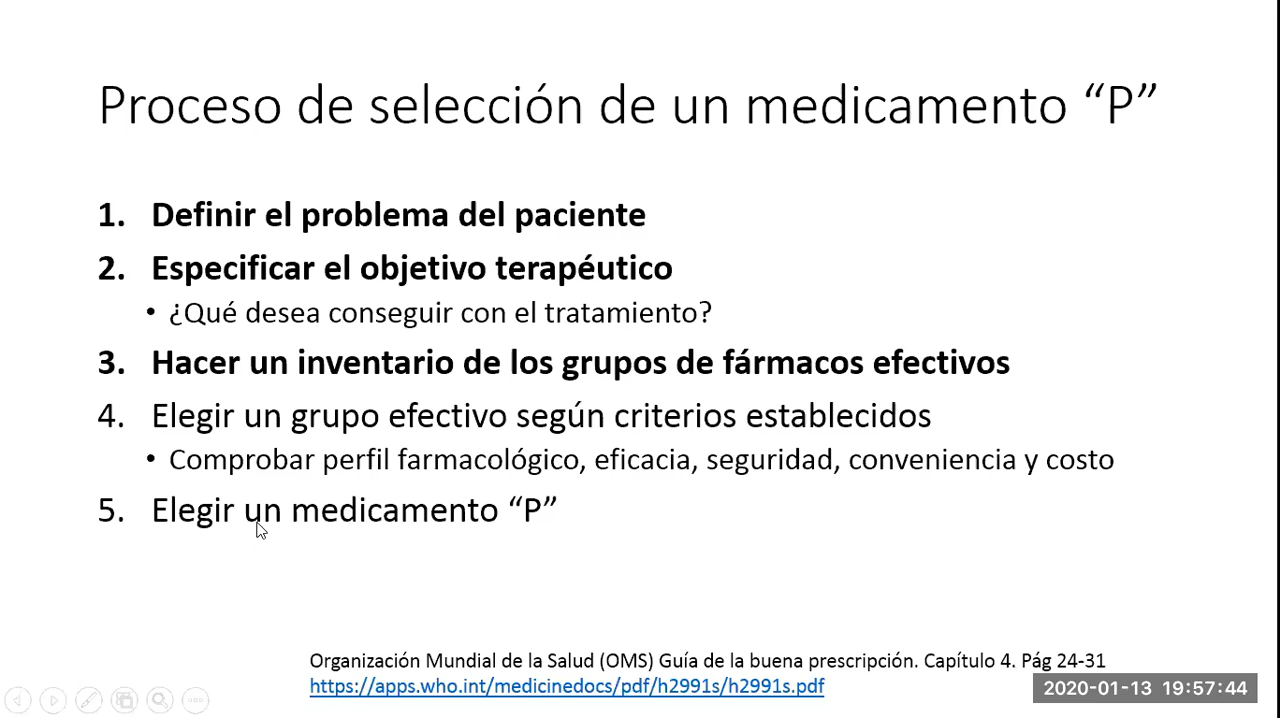 Proceso de selección de un medicamento “P”
1. Definir el problema del paciente
2. Especificar el objetivo terapéutico
• ¿Qué desea conseguir con el tratamiento?
3. Hacer un inventario de los grupos de fármacos efectivos
4. Elegir un grupo efectivo según criterios establecidos
• Comprobar perfil farmacológico, eficacia, seguridad, conveniencia y costo
5. Elegir un medicamento “P”
Organización Mundial de la Salud (OMS) Guía de la buena prescripción. Capítulo 4. Pág 24-31
https://apps.who.int/medicinedocs/pdf/h2991s/h2991s.pdf
2020-01-13 19:57:44